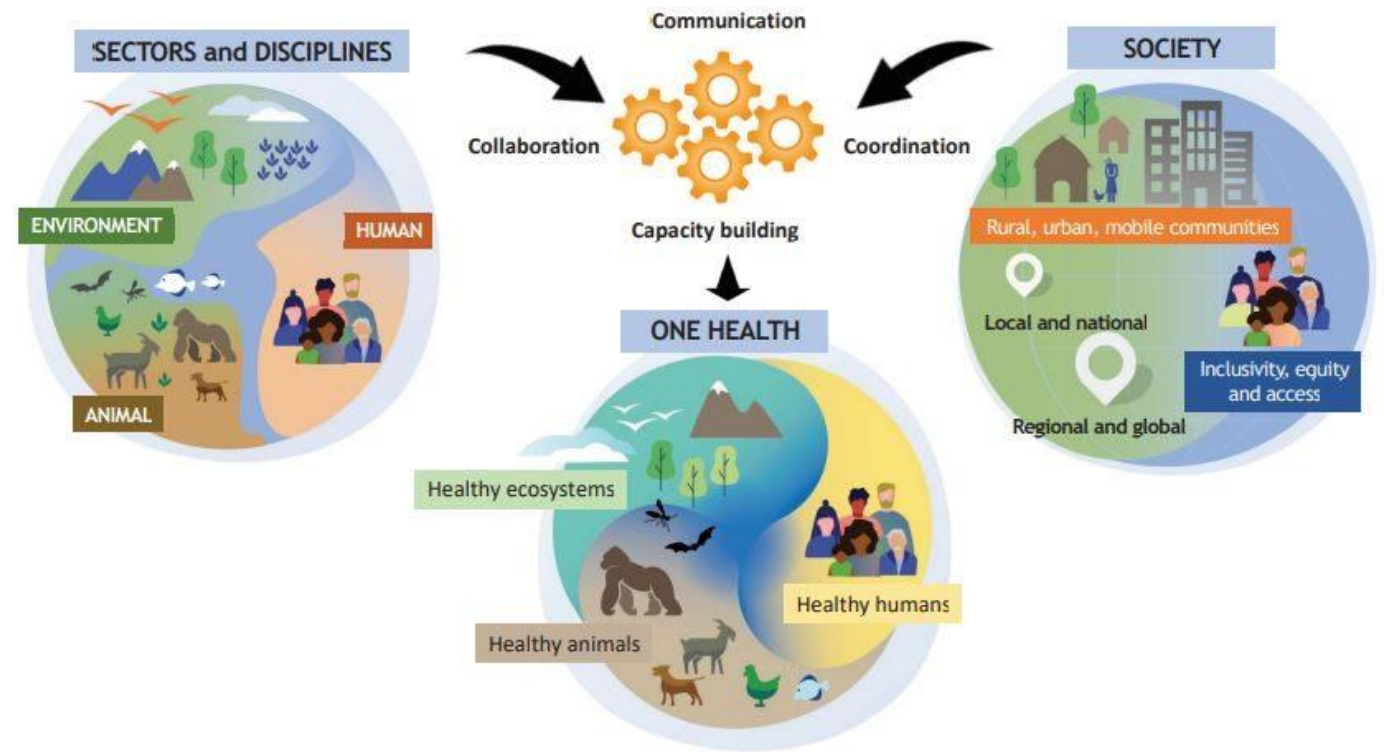 Communication
SECTORS and DISCIPLINES
SOCIETY
Collaboration
Coordination
ENVIRONMENT
HUMAN
Capacity building
Rural, urban, mobile communities
Local and national
ONE HEALTH
Inclusivity, equity
and access
ANIMAL
Regional and global
Healthy ecosystems
Healthy humans
Healthy animals